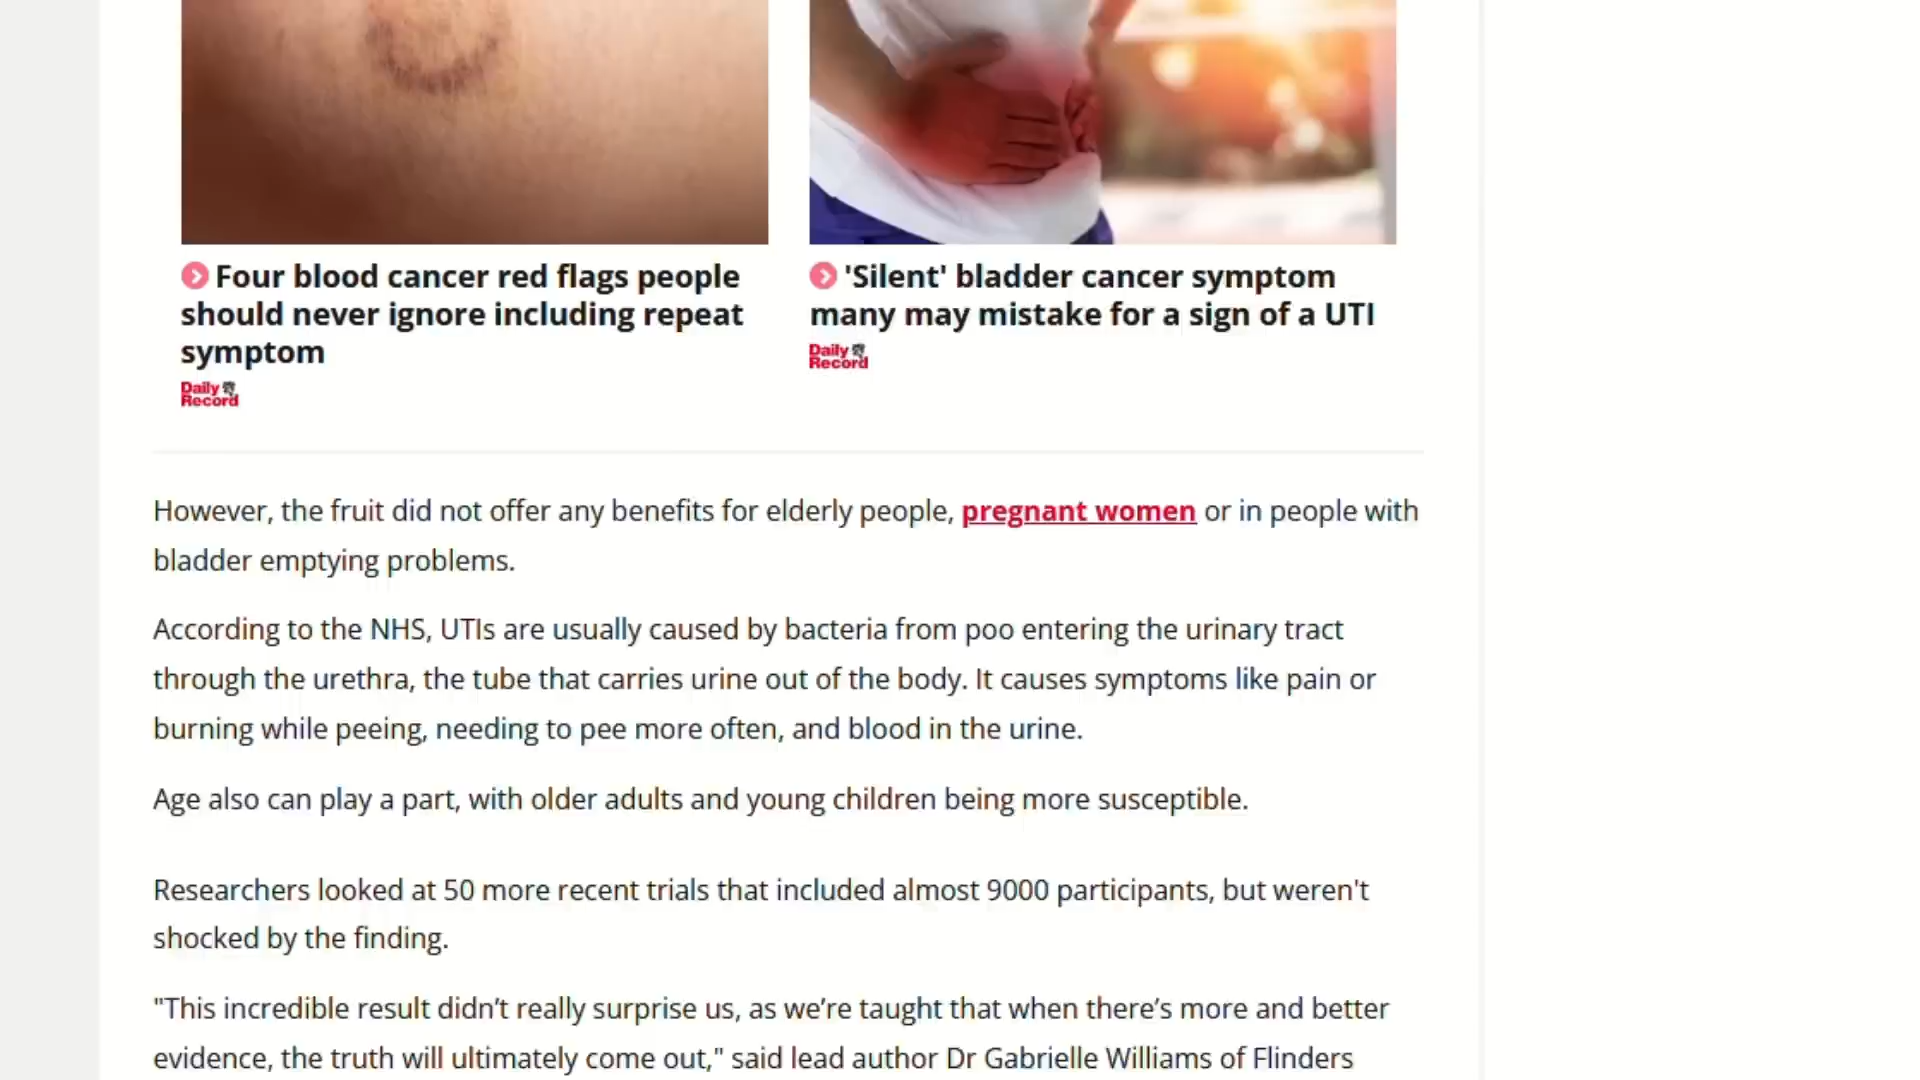 Four blood cancer red flags people
should never ignore including repeat
symptom
Daily
Record
'Silent' bladder cancer symptom
many may mistake for a sign of a UTI
Daily
Record
However, the fruit did not offer any benefits for elderly people, pregnant women or in people with
bladder emptying problems.
According to the NHS, UTIs are usually caused by bacteria from poo entering the urinary tract
through the urethra, the tube that carries urine out of the body. It causes symptoms like pain or
burning while peeing, needing to pee more often, and blood in the urine.
Age also can play a part, with older adults and young children being more susceptible.
Researchers looked at 50 more recent trials that included almost 9000 participants, but weren't
shocked by the finding.
"This incredible result didn’t really surprise us, as we’re taught that when there’s more and better
evidence, the truth will ultimately come out," said lead author Dr Gabrielle Williams of Flinders